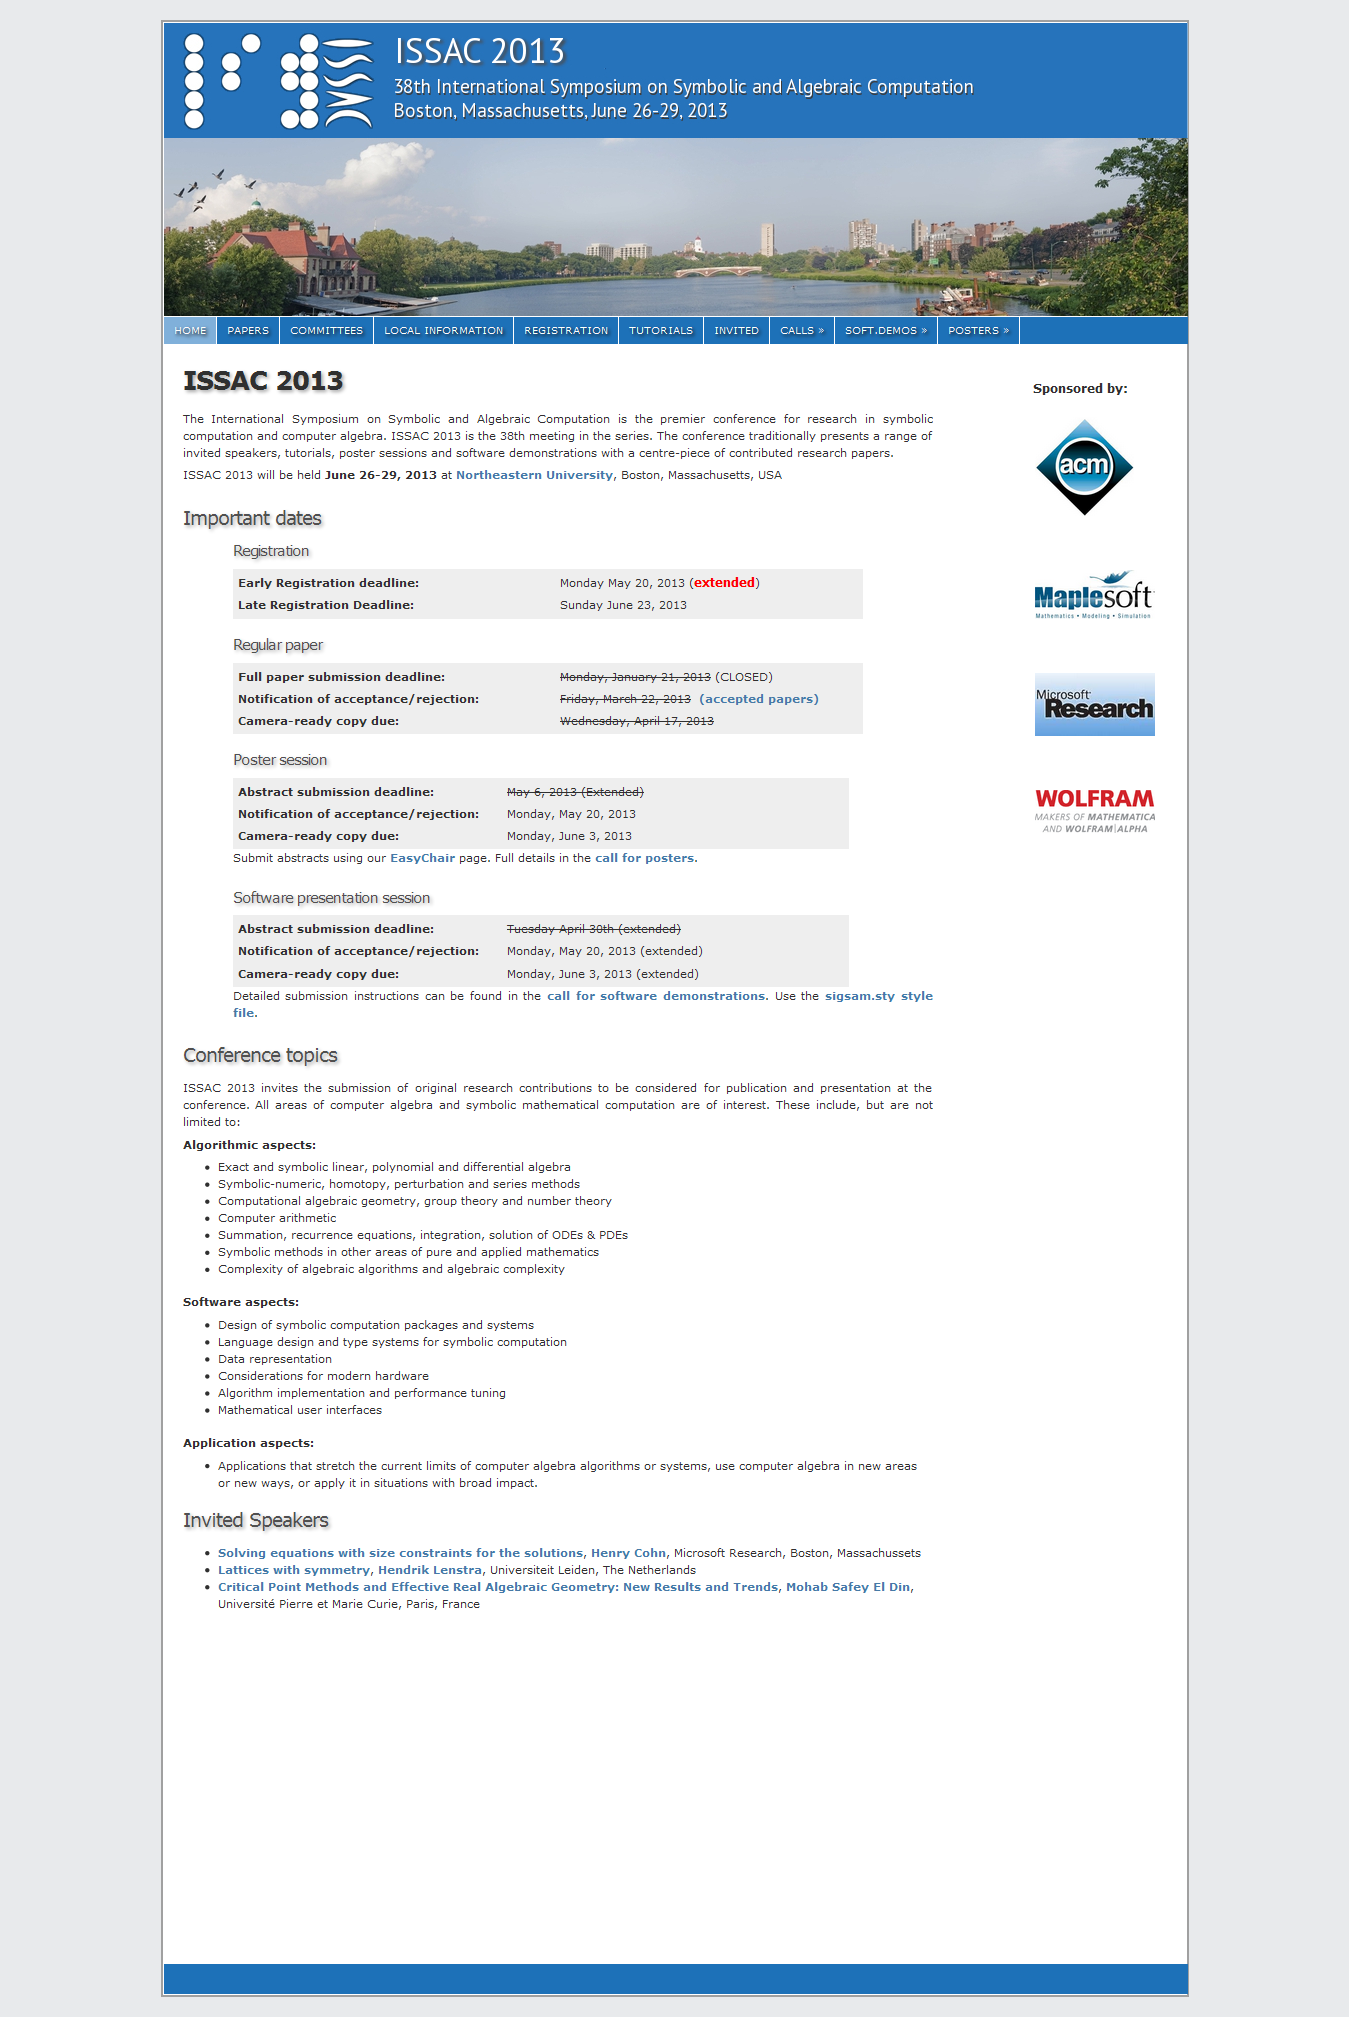 ISSAC 2013
38th International Symposium on Symbolic and Algebraic Computation
Boston, Massachusetts, June 26-29, 2013
HOME PAPERS COMMITTEES LOCAL INFORMATION REGISTRATION TUTORIALS INVITED CALLS » SOFT.DEMOS » POSTERS »
ISSAC 2013
The International Symposium on Symbolic and Algebraic Computation is the premier conference for research in symbolic
computation and computer algebra. ISSAC 2013 is the 38th meeting in the series. The conference traditionally presents a range of
invited speakers, tutorials, poster sessions and software demonstrations with a centre-piece of contributed research papers.
ISSAC 2013 will be held June 26-29, 2013 at Northeastern University, Boston, Massachusetts, USA
Important dates
Registration
Early Registration deadline: Monday May 20, 2013 (extended)
Late Registration Deadline: Sunday June 23, 2013
Regular paper
Full paper submission deadline: Monday, January 21, 2013 (CLOSED)
Notification of acceptance/rejection: Friday, March 22, 2013 (accepted papers)
Camera-ready copy due: Wednesday, April 17, 2013
Poster session
Abstract submission deadline: May 6, 2013 (Extended)
Notification of acceptance/rejection: Monday, May 20, 2013
Camera-ready copy due: Monday, June 3, 2013
Submit abstracts using our EasyChair page. Full details in the call for posters.
Software presentation session
Abstract submission deadline: Tuesday April 30th (extended)
Notification of acceptance/rejection: Monday, May 20, 2013 (extended)
Camera-ready copy due: Monday, June 3, 2013 (extended)
Detailed submission instructions can be found in the call for software demonstrations. Use the sigsam.sty style
file.
Conference topics
ISSAC 2013 invites the submission of original research contributions to be considered for publication and presentation at the
conference. All areas of computer algebra and symbolic mathematical computation are of interest. These include, but are not
limited to:
Algorithmic aspects:
• Exact and symbolic linear, polynomial and differential algebra
• Symbolic-numeric, homotopy, perturbation and series methods
• Computational algebraic geometry, group theory and number theory
• Computer arithmetic
• Summation, recurrence equations, integration, solution of ODEs & PDEs
• Symbolic methods in other areas of pure and applied mathematics
• Complexity of algebraic algorithms and algebraic complexity
Software aspects:
• Design of symbolic computation packages and systems
• Language design and type systems for symbolic computation
• Data representation
• Considerations for modern hardware
• Algorithm implementation and performance tuning
• Mathematical user interfaces
Application aspects:
• Applications that stretch the current limits of computer algebra algorithms or systems, use computer algebra in new areas
or new ways, or apply it in situations with broad impact.
Invited Speakers
• Solving equations with size constraints for the solutions, Henry Cohn, Microsoft Research, Boston, Massachussets
• Lattices with symmetry, Hendrik Lenstra, Universiteit Leiden, The Netherlands
• Critical Point Methods and Effective Real Algebraic Geometry: New Results and Trends, Mohab Safey El Din,
Université Pierre et Marie Curie, Paris, France
Sponsored by:
acm
Maplesoft
Mathematics • Modeling • Simulation
Microsoft
Research
WOLFRAM
MAKERS OF MATHEMATICA
AND WOLFRAM|ALPHA